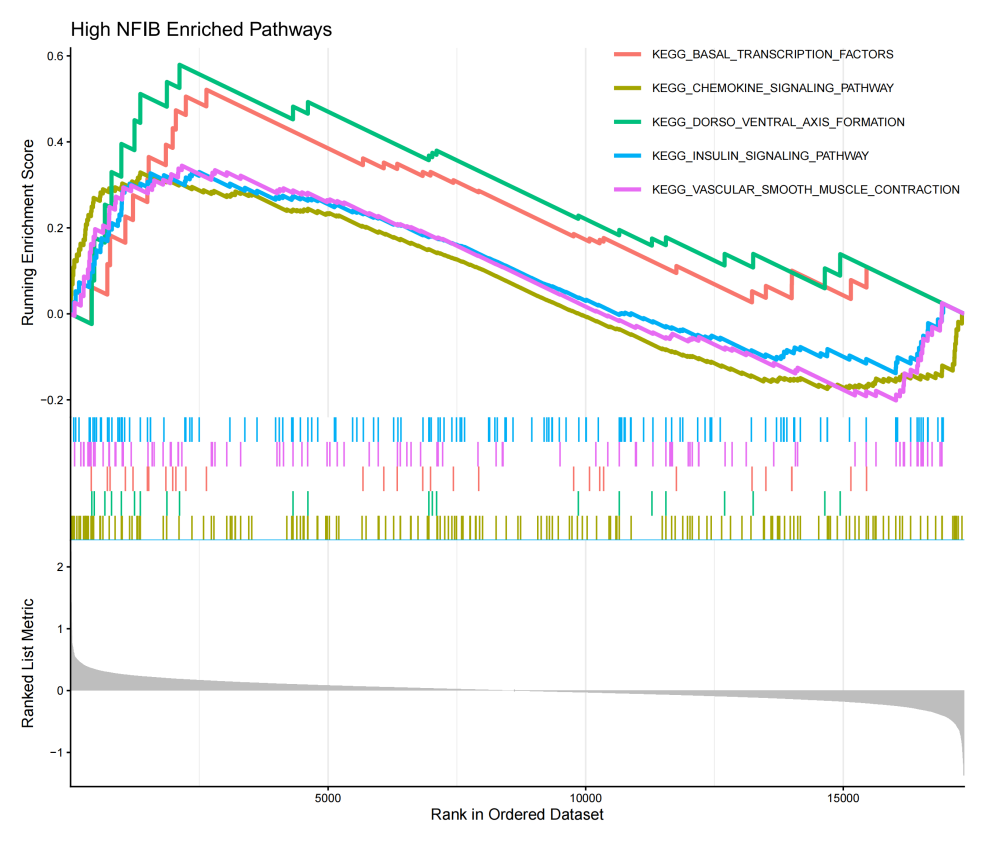 High NFIB Enriched Pathways
Running Enrichment Score
0.6
0.4
0.2
0.0
−0.2
KEGG_BASAL_TRANSCRIPTION_FACTORS
KEGG_CHEMOKINE_SIGNALING_PATHWAY
KEGG_DORSO_VENTRAL_AXIS_FORMATION
KEGG_INSULIN_SIGNALING_PATHWAY
KEGG_VASCULAR_SMOOTH_MUSCLE_CONTRACTION
Ranked List Metric
2
1
0
−1
5000 10000 15000
Rank in Ordered Dataset